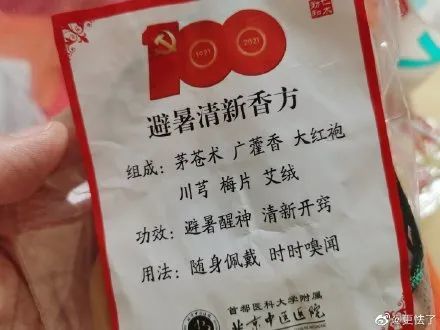 100
1921 2021
避暑清新香方
组成：茅苍术 广藿香 大红袍
川芎 梅片 艾绒
功效：避暑醒神 清新开窍
用法：随身佩戴 时时嗅闻
首都医科大学附属
北京中医医院
@更怯了